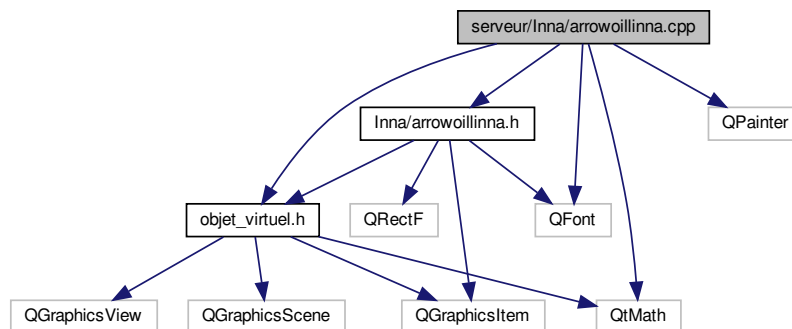 serveur/Inna/arrowoillinna.cpp
Inna/arrowoillinna.h
QPainter
objet_virtuel.h
QRectF
QFont
QGraphicsView
QGraphicsScene
QGraphicsItem
QtMath